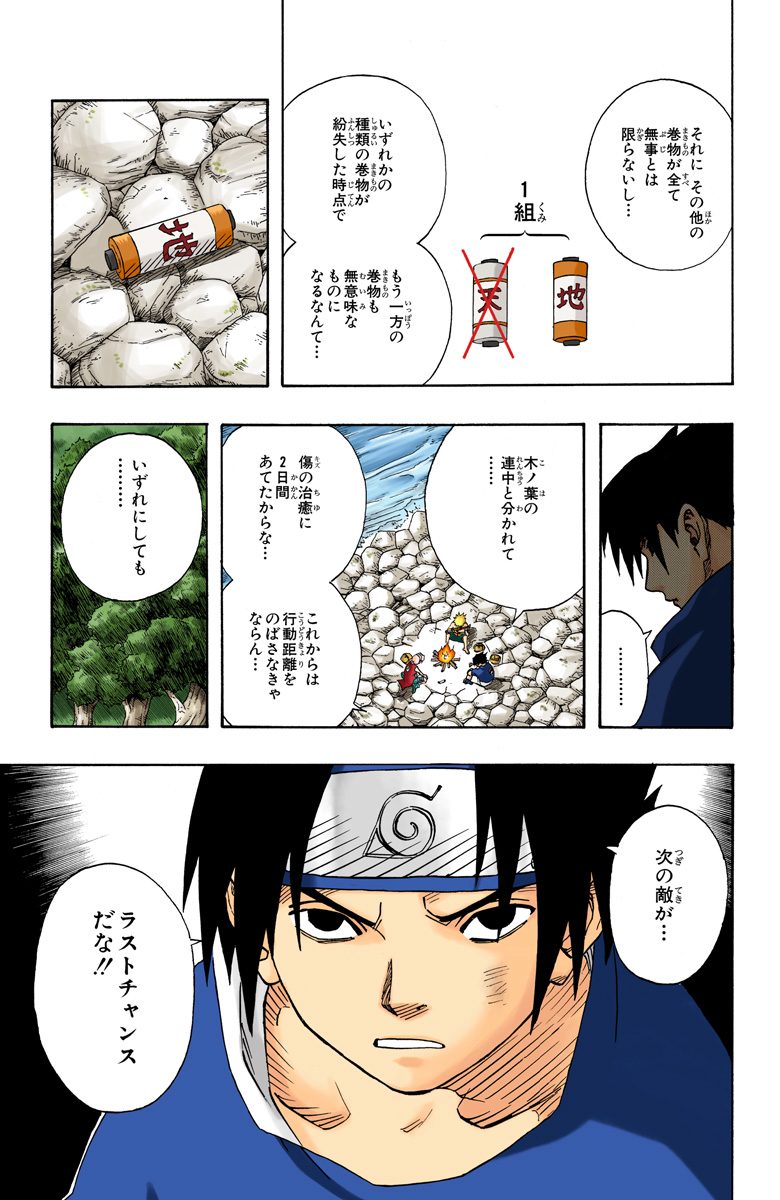 それに その他の
巻物が全て
無事とは
限らないし…
1
組
天
地
いずれかの
種類の巻物が
紛失した時点で
もう一方の
巻物も
無意味な
ものに
なるなんて…
地
…………
木ノ葉の
連中と分かれて
………
傷の治癒に
2日間
あてたからな…
これからは
行動距離を
のばさなきゃ
ならん…
いずれにしても
…………
次の敵が…
ラストチャンス
だな!!